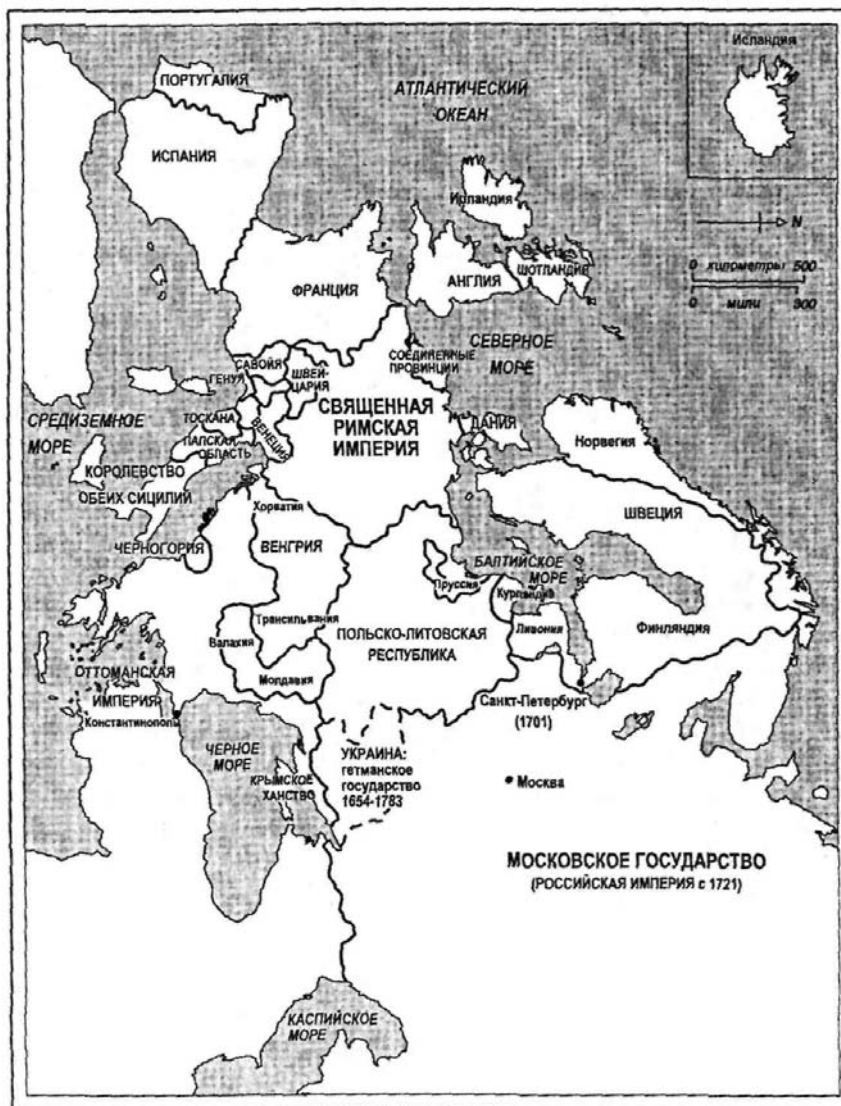 Исландия
ПОРТУГАЛИЯ
АТЛАНТИЧЕСКИЙ
ОКЕАН
ИСПАНИЯ
Ирландия
N
0 километры 500
0 мили 300
ФРАНЦИЯ
АНГЛИЯ
ШОТЛАНДИЯ
СЕВЕРНОЕ
МОРЕ
СОЕДИНЕННЫЕ
ПРОВИНЦИИ
САВОЙЯ
ГЕНУЯ
ШВЕЙ-
ЦАРИЯ
СВЯЩЕННАЯ
РИМСКАЯ
ИМПЕРИЯ
ТОСКАНА
ВЕНЕЦИЯ
ПАПСКАЯ
ОБЛАСТЬ
СРЕДИЗЕМНОЕ
МОРЕ
ДАНИЯ
Норвегия
КОРОЛЕВСТВО
ОБЕИХ СИЦИЛИЙ
Хорватия
ШВЕЦИЯ
ЧЕРНОГОРИЯ
ВЕНГРИЯ
БАЛТИЙСКОЕ
МОРЕ
Пруссия
Курляндия
Трансильвания
Валахия
ПОЛЬСКО-ЛИТОВСКАЯ
РЕСПУБЛИКА
Ливония
Финляндия
ОТТОМАНСКАЯ
ИМПЕРИЯ
Молдавия
Константинополь
Санкт-Петербург
(1701)
ЧЕРНОЕ
МОРЕ
КРЫМСКОЕ
ХАНСТВО
УКРАИНА:
гетманское
государство
1654-1783
Москва
МОСКОВСКОЕ ГОСУДАРСТВО
(РОССИЙСКАЯ ИМПЕРИЯ с 1721)
КАСПИЙСКОЕ
МОРЕ